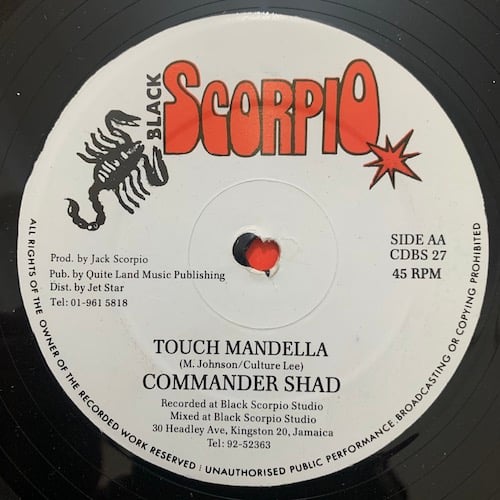 BLACK
SCORPIO
Prod. by Jack Scorpio
Pub. by Quite Land Music Publishing
Dist. by Jet Star
Tel: 01-961 5818
SIDE AA
CDBS 27
45 RPM
TOUCH MANDELLA
(M. Johnson/Culture Lee)
COMMANDER SHAD
Recorded at Black Scorpio Studio
Mixed at Black Scorpio Studio
30 Headley Ave, Kingston 20, Jamaica
Tel: 92-52363
ALL RIGHTS OF THE OWNER OF THE RECORDED WORK RESERVED : UNAUTHORISED PUBLIC PERFORMANCE.BROADCASTING OR COPYING PROHIBITED